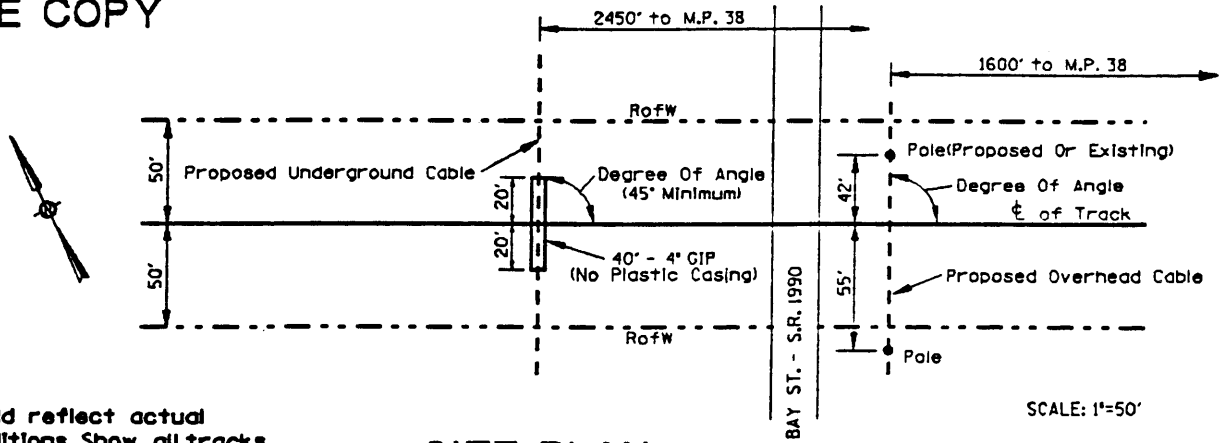 E COPY
2450' to M.P. 38
1600' to M.P. 38
RofW
Proposed Underground Cable
Pole(Proposed Or Existing)
50'
20'
Degree Of Angle
(45° Minimum)
42'
Degree Of Angle
℄ of Track
50'
20'
40' - 4" GIP
(No Plastic Casing)
55'
Proposed Overhead Cable
RofW
BAY ST. - S.R. 1990
Pole
SCALE: 1"=50'
d reflect actual
ditions Show all tracks